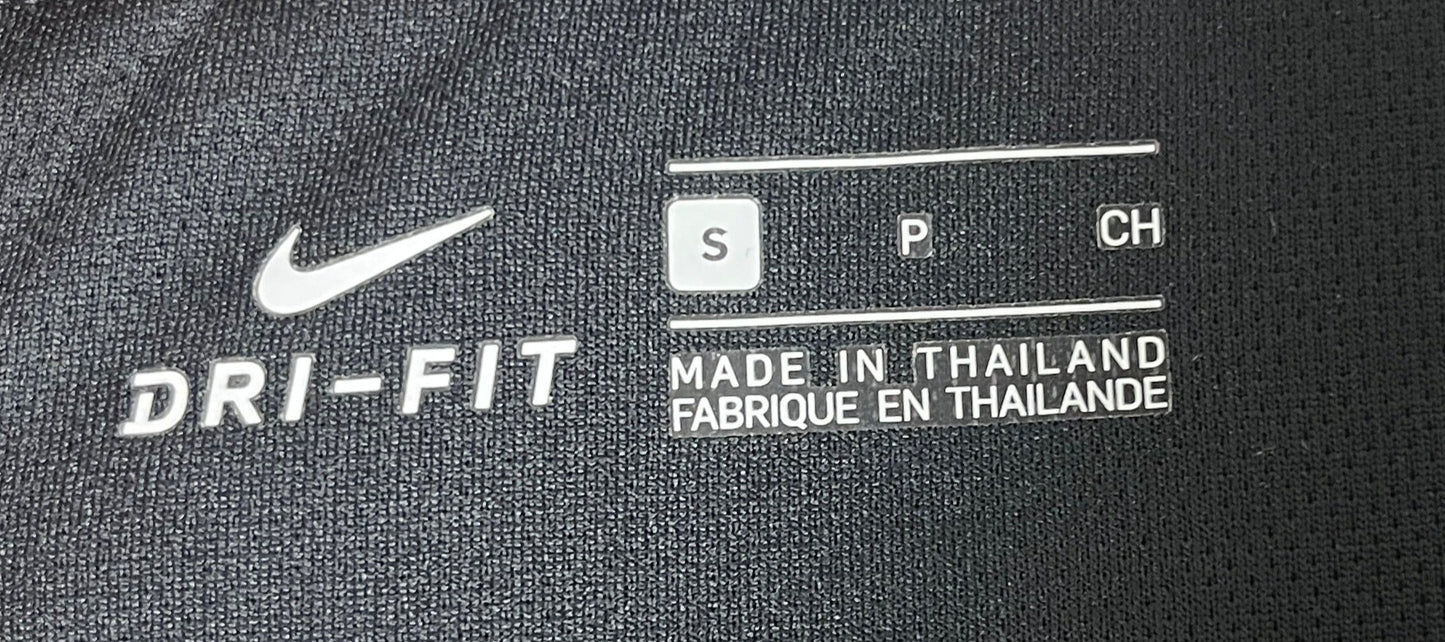 DRI-FIT
S P CH
MADE IN THAILAND
FABRIQUE EN THAILANDE